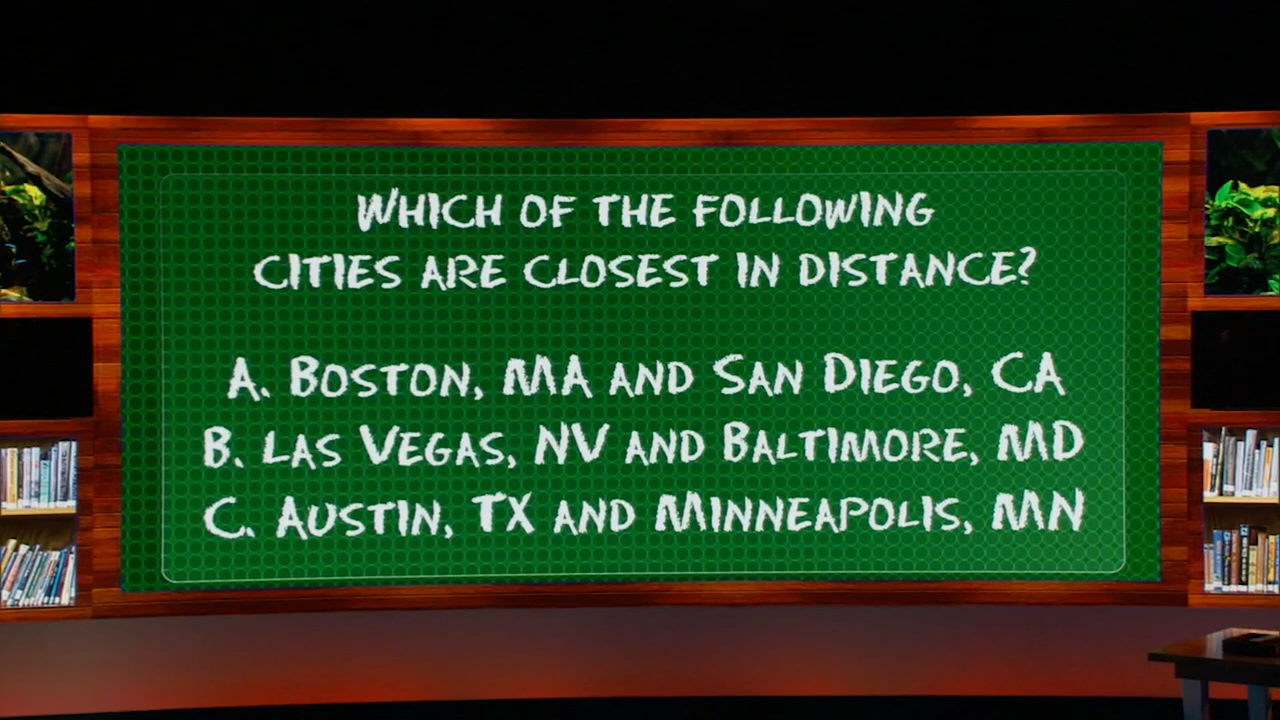 WHICH OF THE FOLLOWING
CITIES ARE CLOSEST IN DISTANCE?
A. BOSTON, MA AND SAN DIEGO, CA
B. LAS VEGAS, NV AND BALTIMORE, MD
C. AUSTIN, TX AND MINNEAPOLIS, MN